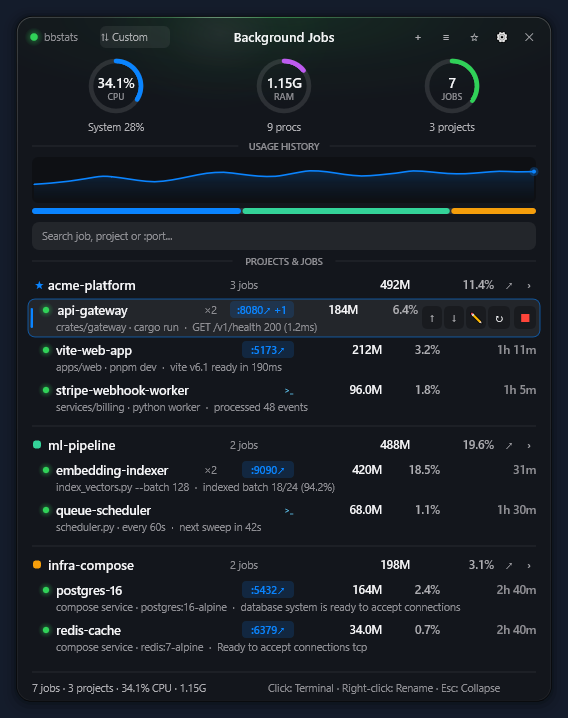 bbstats ⇅ Custom Background Jobs + ≡ ☆
34.1% 1.15G 7
CPU RAM JOBS
System 28% 9 procs 3 projects
USAGE HISTORY
Search job, project or :port...
PROJECTS & JOBS
★ acme-platform 3 jobs 492M 11.4% ↗ ›
api-gateway ×2 :8080↗ +1 184M 6.4% ↑ ↓ ✏️ ↻
crates/gateway · cargo run · GET /v1/health 200 (1.2ms)
vite-web-app :5173↗ 212M 3.2% 1h 11m
apps/web · pnpm dev · vite v6.1 ready in 190ms
stripe-webhook-worker >_ 96.0M 1.8% 1h 5m
services/billing · python worker · processed 48 events
ml-pipeline 2 jobs 488M 19.6% ↗ ›
embedding-indexer ×2 :9090↗ 420M 18.5% 31m
index_vectors.py --batch 128 · indexed batch 18/24 (94.2%)
queue-scheduler >_ 68.0M 1.1% 1h 30m
scheduler.py · every 60s · next sweep in 42s
infra-compose 2 jobs 198M 3.1% ↗ ›
postgres-16 :5432↗ 164M 2.4% 2h 40m
compose service · postgres:16-alpine · database system is ready to accept connections
redis-cache :6379↗ 34.0M 0.7% 2h 40m
compose service · redis:7-alpine · Ready to accept connections tcp
7 jobs · 3 projects · 34.1% CPU · 1.15G Click: Terminal · Right-click: Rename · Esc: Collapse